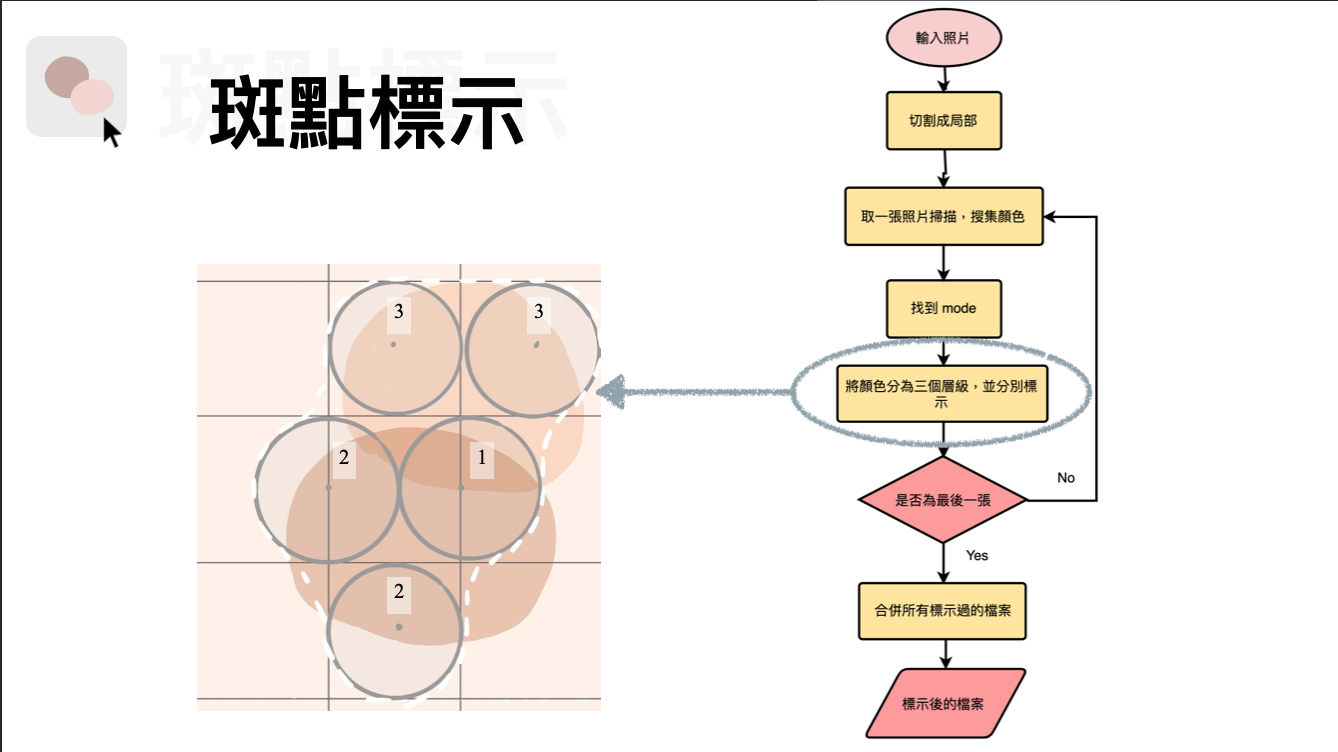 斑點標示
3
3
2
1
2
輸入照片
切割成局部
取一張照片掃描，搜集顏色
找到 mode
將顏色分為三個層級，並分別標
示
是否為最後一張
No
Yes
合併所有標示過的檔案
標示後的檔案